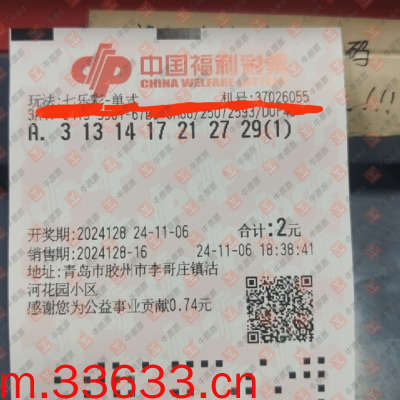 中国福利彩票
CHINA WELFARE
码
玩法:七乐彩-单式 机号:37026055
A. 3 13 14 17 21 27 29(1)
开奖期:2024128 24-11-06 合计:2元
销售期:2024128-16 24-11-06 18:38:41
地址:青岛市胶州市李哥庄镇沽
河花园小区
感谢您为公益事业贡献0.74元
m.33633.cn